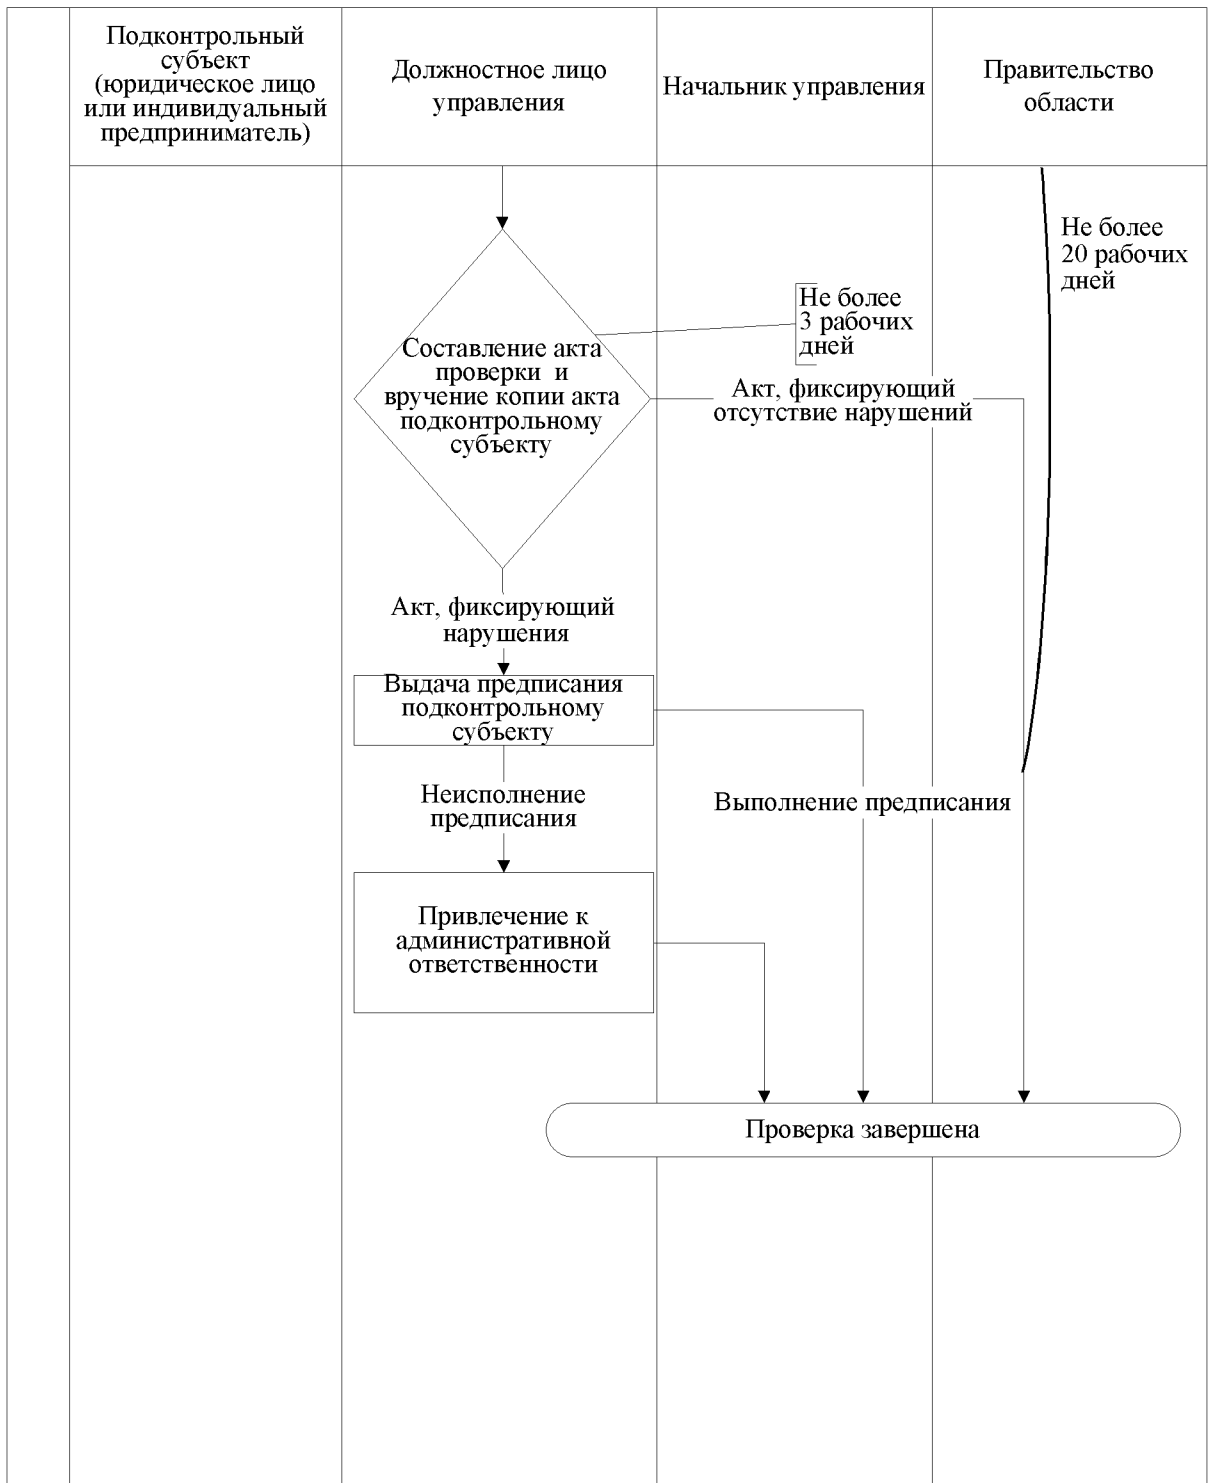 Подконтрольный
субъект
(юридическое лицо
или индивидуальный
предприниматель)
Должностное лицо
управления
Начальник управления
Правительство
области
Не более
20 рабочих
дней
Не более
3 рабочих
дней
Составление акта
проверки и
вручение копии акта
подконтрольному
субъекту
Акт, фиксирующий
отсутствие нарушений
Акт, фиксирующий
нарушения
Выдача предписания
подконтрольному
субъекту
Неисполнение
предписания
Выполнение предписания
Привлечение к
административной
ответственности
Проверка завершена